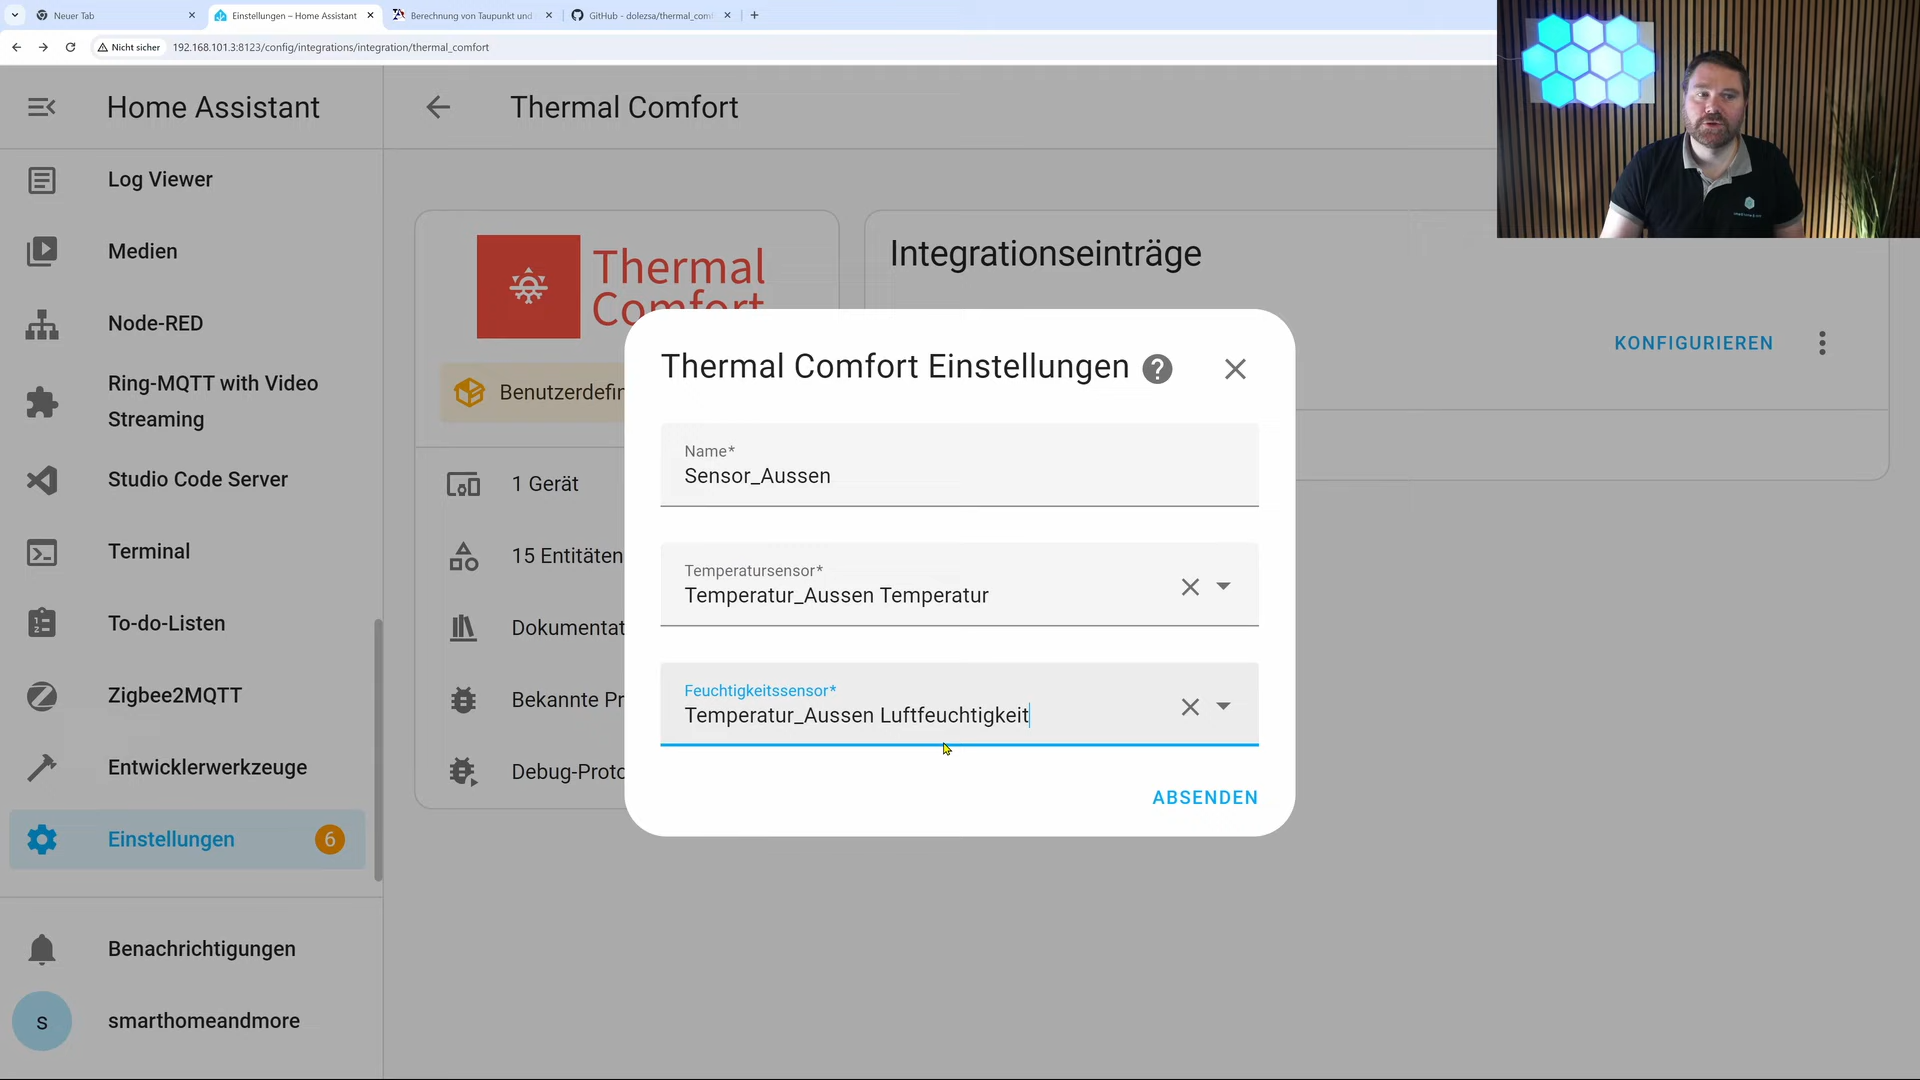 Neuer Tab
Einstellungen – Home Assistant
Berechnung von Taupunkt und
GitHub - dolezsa/thermal_comf
Nicht sicher
192.168.101.3:8123/config/integrations/integration/thermal_comfort
Home Assistant
Thermal Comfort
Log Viewer
Medien
Node-RED
Ring-MQTT with Video
Streaming
Studio Code Server
Terminal
To-do-Listen
Zigbee2MQTT
Entwicklerwerkzeuge
Einstellungen
6
Benachrichtigungen
s
smarthomeandmore
Thermal
Comfort
Benutzerdefin
1 Gerät
15 Entitäten
Dokumentat
Bekannte Pr
Debug-Proto
Integrationseinträge
KONFIGURIEREN
Thermal Comfort Einstellungen
?
Name*
Sensor_Aussen
Temperatursensor*
Temperatur_Aussen Temperatur
Feuchtigkeitssensor*
Temperatur_Aussen Luftfeuchtigkeit
ABSENDEN